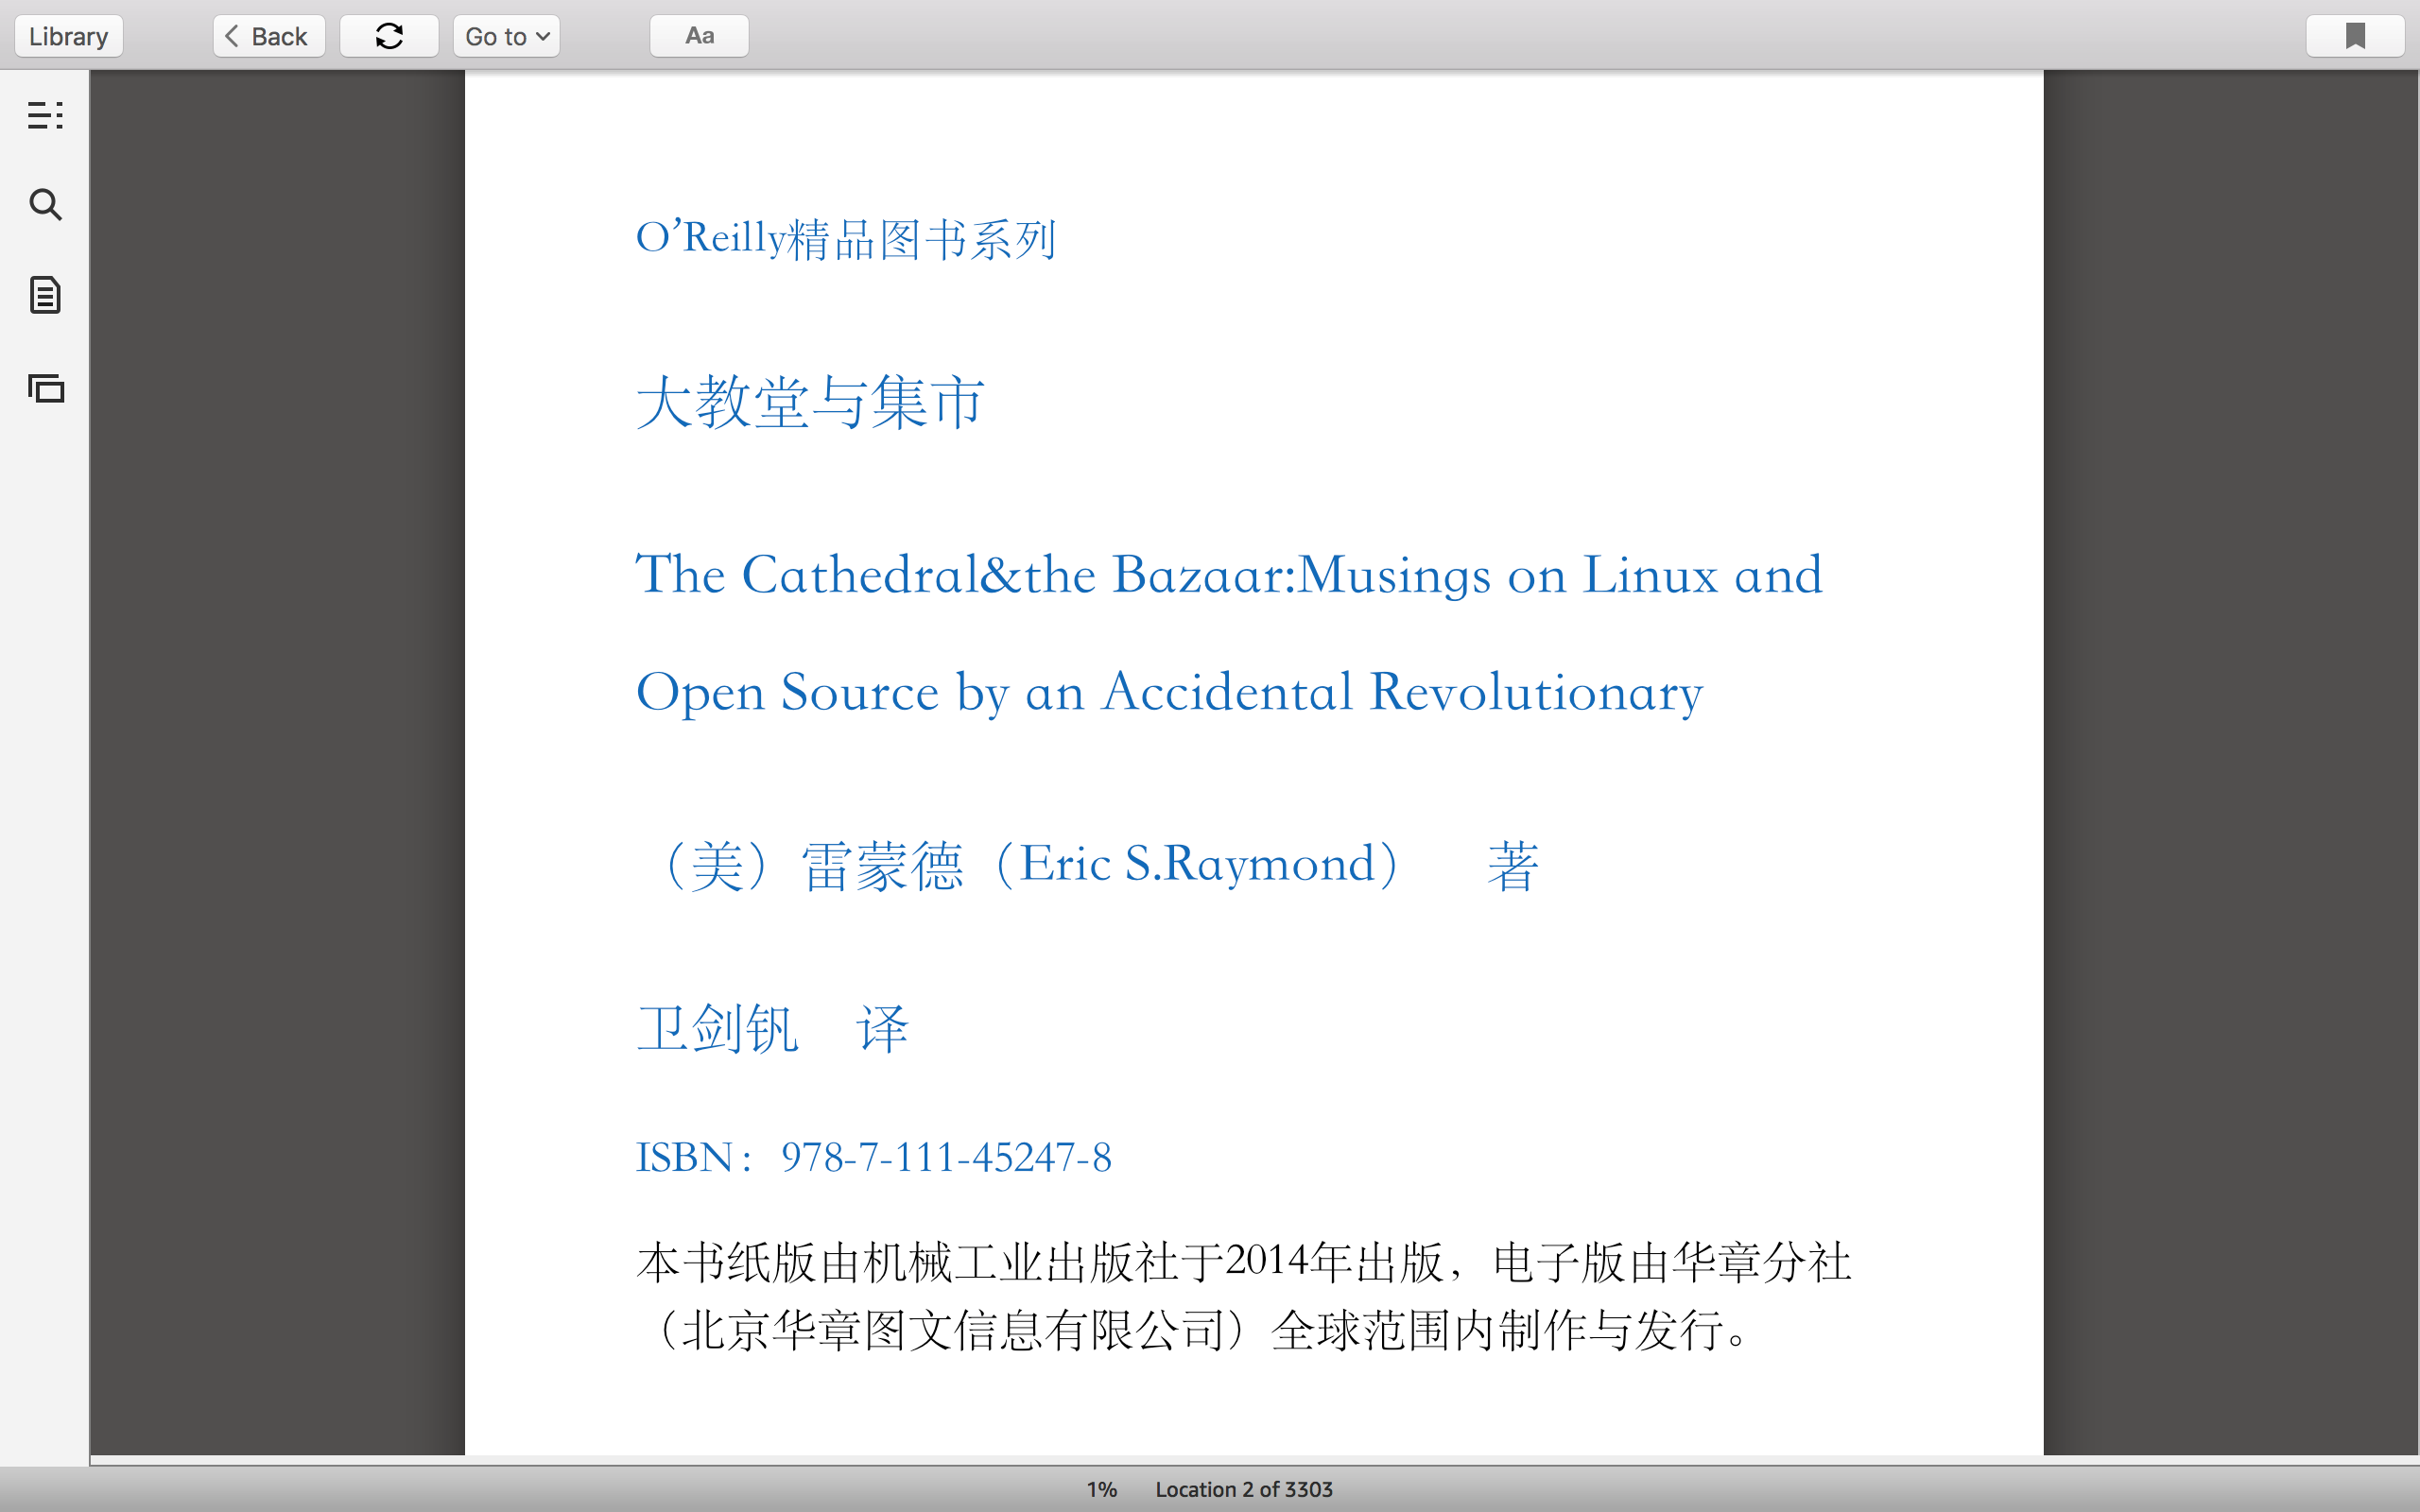 Library Back Go to Aa
O’Reilly精品图书系列
大教堂与集市
The Cathedral&the Bazaar:Musings on Linux and
Open Source by an Accidental Revolutionary
（美）雷蒙德（Eric S.Raymond） 著
卫剑钒 译
ISBN：978-7-111-45247-8
本书纸版由机械工业出版社于2014年出版，电子版由华章分社
（北京华章图文信息有限公司）全球范围内制作与发行。
1% Location 2 of 3303